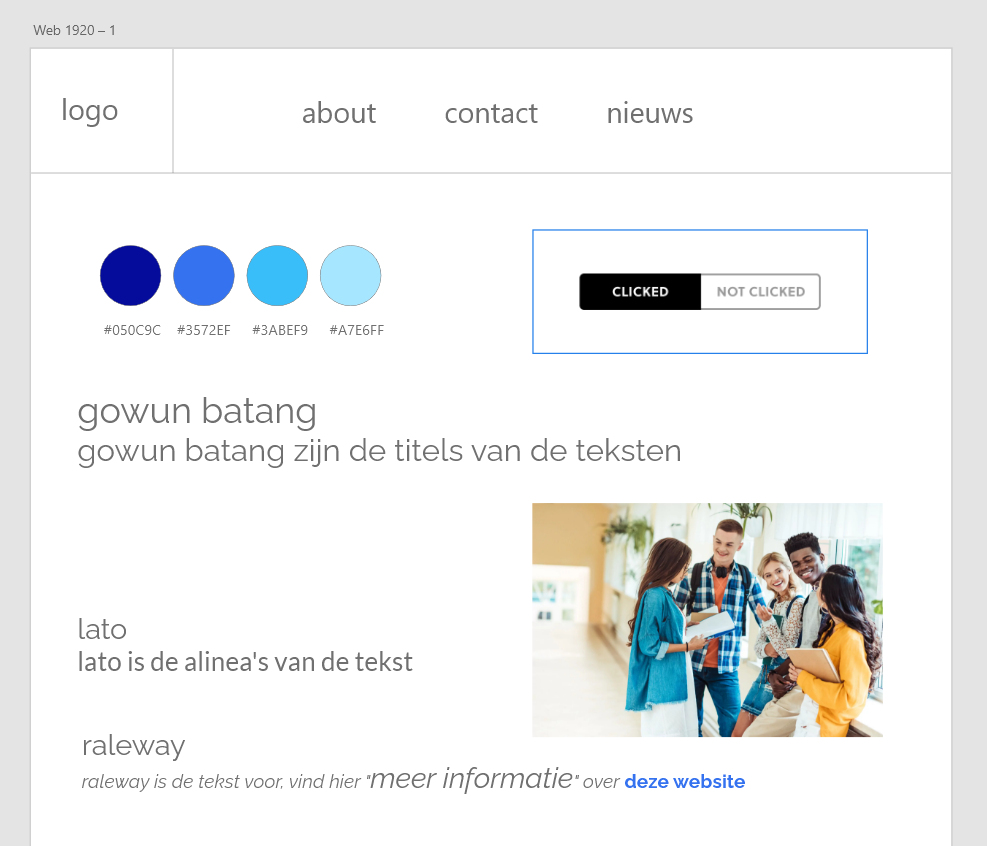 Web 1920 – 1
logo
about contact nieuws
#050C9C #3572EF #3ABEF9 #A7E6FF
CLICKED NOT CLICKED
gowun batang
gowun batang zijn de titels van de teksten
lato
lato is de alinea's van de tekst
raleway
raleway is de tekst voor, vind hier "meer informatie" over deze website